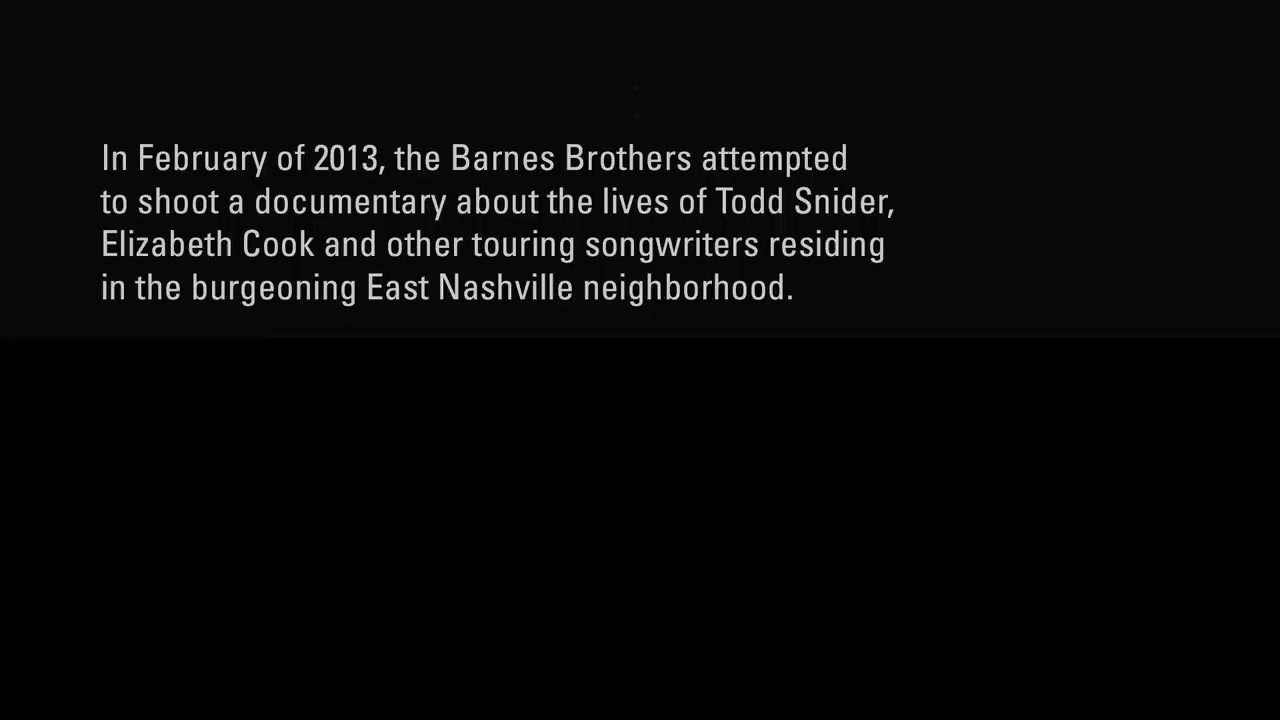 In February of 2013, the Barnes Brothers attempted
to shoot a documentary about the lives of Todd Snider,
Elizabeth Cook and other touring songwriters residing
in the burgeoning East Nashville neighborhood.